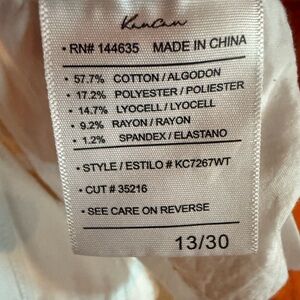 KanCan
• RN# 144635 MADE IN CHINA
• 57.7% COTTON / ALGODON
• 17.2% POLYESTER / POLIESTER
• 14.7% LYOCELL / LYOCELL
• 9.2% RAYON / RAYON
• 1.2% SPANDEX / ELASTANO
• STYLE / ESTILO # KC7267WT
• CUT # 35216
• SEE CARE ON REVERSE
13/30